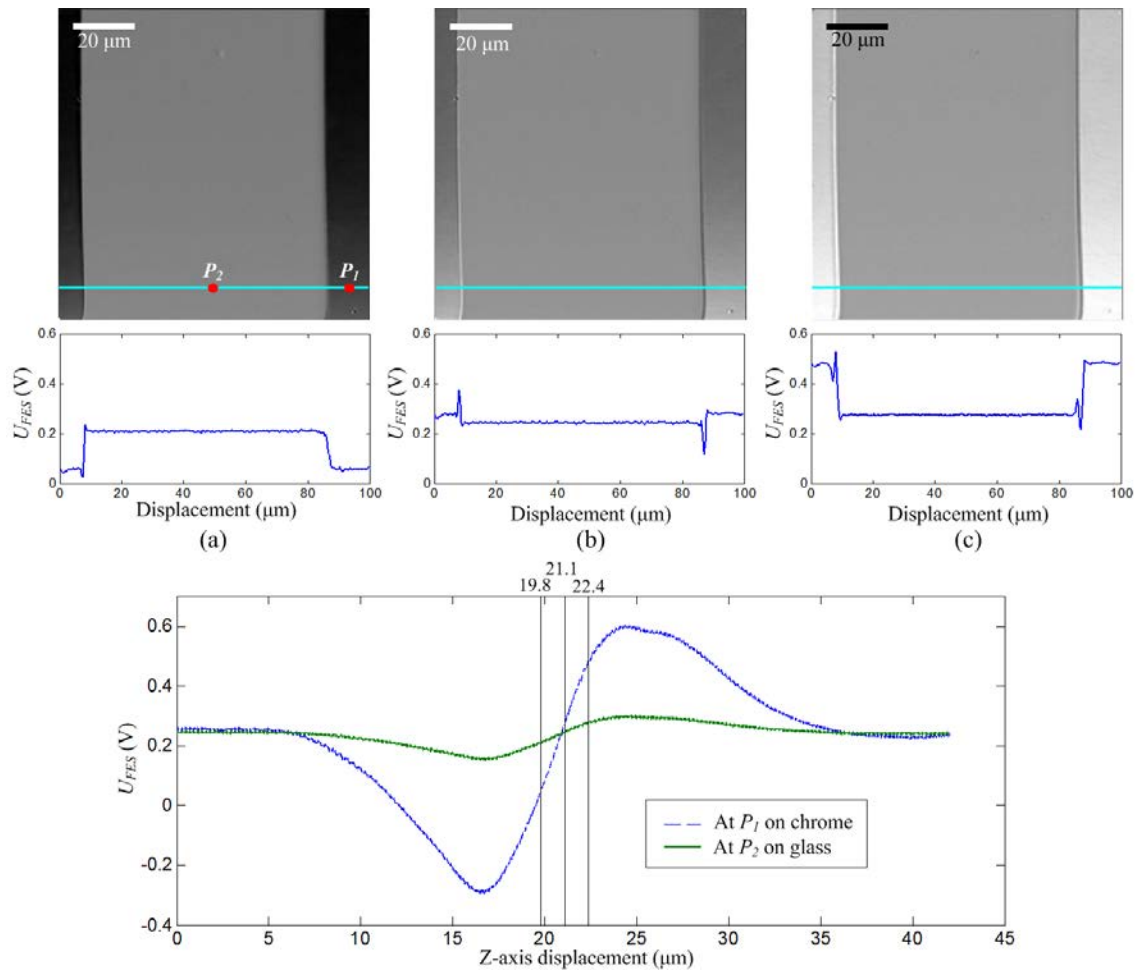 20 μm
20 μm
20 μm
P2
P1
0.6
0.4
0.2
0
UFES (V)
0 20 40 60 80 100
Displacement (μm)
(a)
0.6
0.4
0.2
0
UFES (V)
0 20 40 60 80 100
Displacement (μm)
(b)
0.6
0.4
0.2
0
UFES (V)
0 20 40 60 80 100
Displacement (μm)
(c)
21.1
19.8 22.4
0.6
0.4
0.2
0
-0.2
-0.4
UFES (V)
At P1 on chrome
At P2 on glass
0 5 10 15 20 25 30 35 40 45
Z-axis displacement (μm)